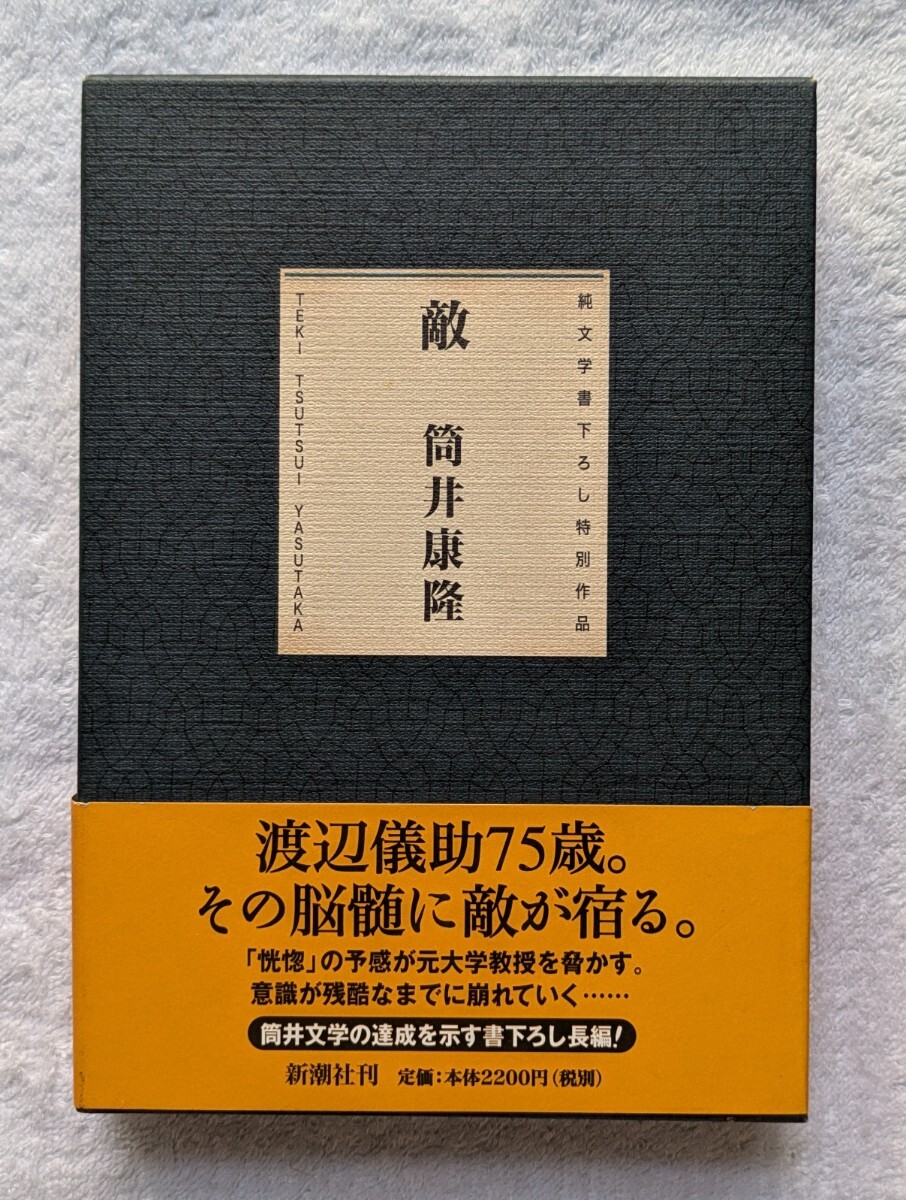 純文学書下ろし特別作品
敵 筒井康隆
TEKI TSUTSUI YASUTAKA
渡辺儀助75歳。
その脳髄に敵が宿る。
「恍惚」の予感が元大学教授を脅かす。
意識が残酷なまでに崩れていく……
筒井文学の達成を示す書下ろし長編!
新潮社刊 定価:本体2200円(税別)